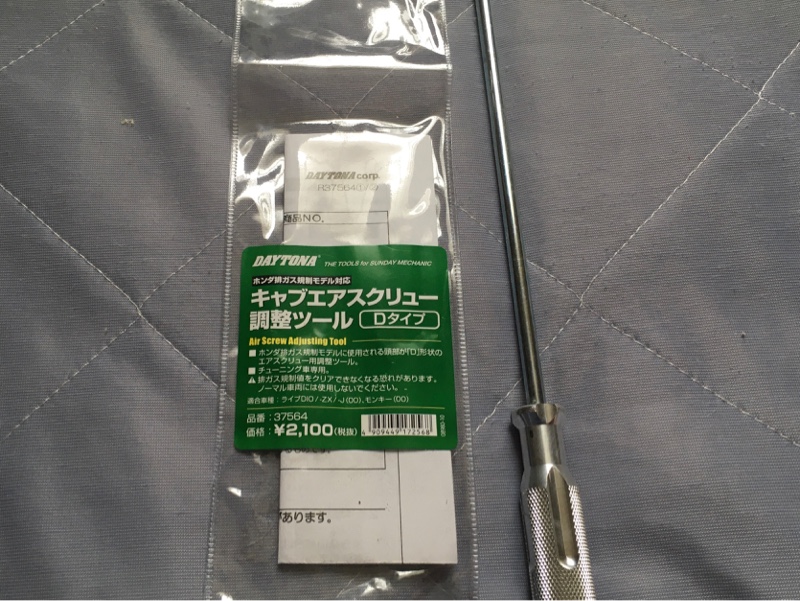 DAYTONA corp.
商品NO.
DAYTONA THE TOOLS for SUNDAY MECHANIC
ホンダ排ガス規制モデル対応
キャブエアスクリュー
調整ツール Dタイプ
Air Screw Adjusting Tool
■ホンダ排ガス規制モデルに使用される頭部が「D」形状の
エアスクリュー用調整ツール。
■チューニング車専用。
⚠排ガス規制値をクリアできなくなる恐れがあります。
ノーマル車両には使用しないでください。
適合車種：ライブDIO/-ZX/-J(00)、モンキー(00)
品番：37564
価格：¥2,100(税抜)
4 909449 172568
があります。